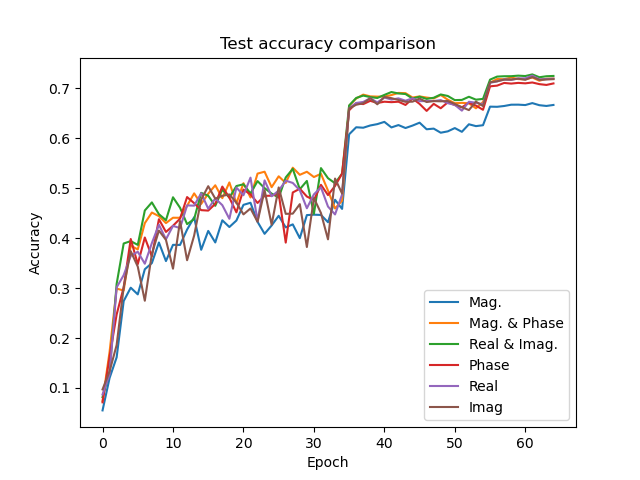 Test accuracy comparison
Accuracy
0.7
0.6
0.5
0.4
0.3
0.2
0.1
Mag.
Mag. & Phase
Real & Imag.
Phase
Real
Imag
0 10 20 30 40 50 60
Epoch